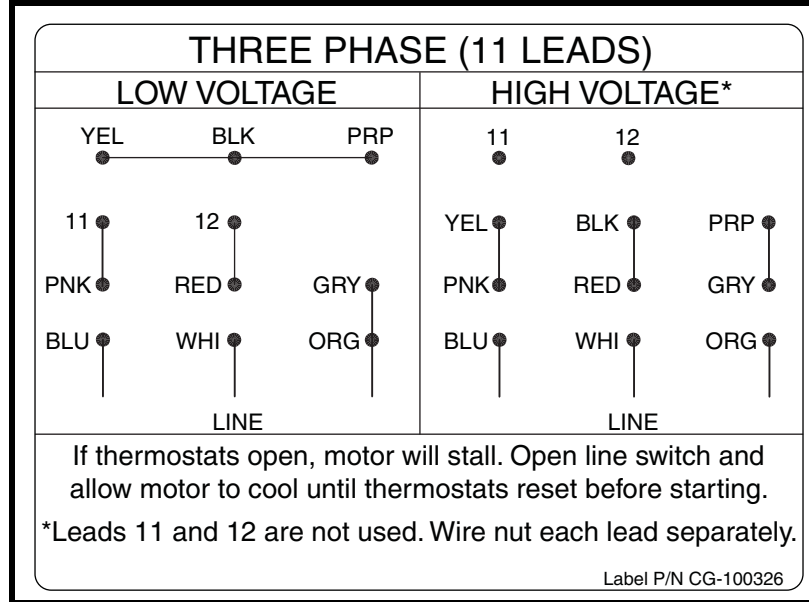 THREE PHASE (11 LEADS)
LOW VOLTAGE HIGH VOLTAGE*
YEL BLK PRP 11 12
11 12 YEL BLK PRP
PNK RED GRY PNK RED GRY
BLU WHI ORG BLU WHI ORG
LINE LINE
If thermostats open, motor will stall. Open line switch and
allow motor to cool until thermostats reset before starting.
*Leads 11 and 12 are not used. Wire nut each lead separately.
Label P/N CG-100326